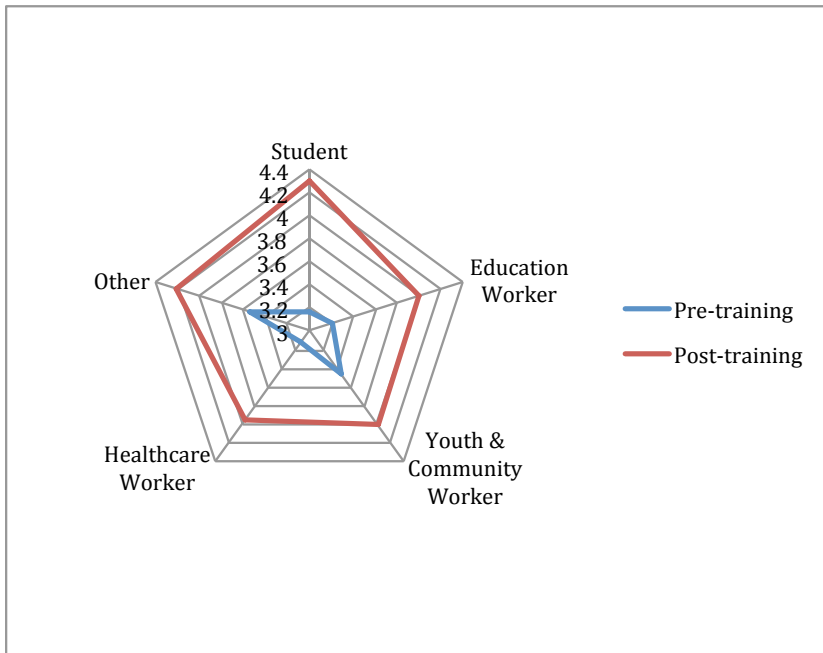 Student
4.4
4.2
4
3.8
3.6
3.4
3.2
3
Education
Worker
Youth &
Community
Worker
Healthcare
Worker
Other
Pre-training
Post-training